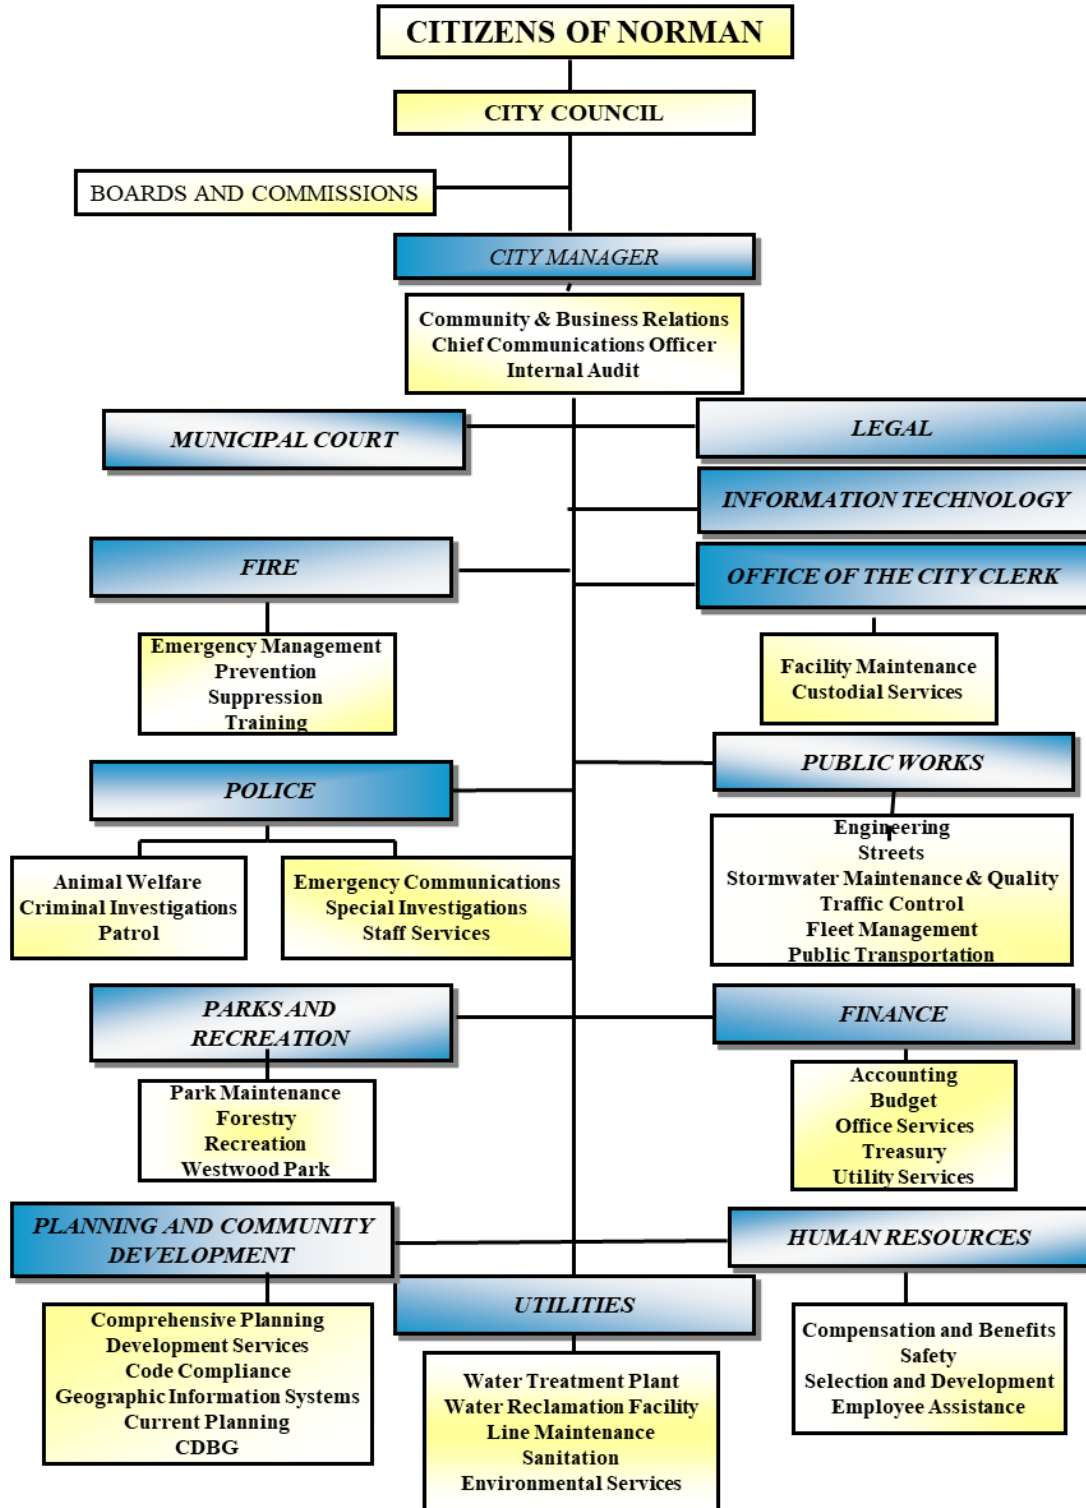 CITIZENS OF NORMAN
CITY COUNCIL
BOARDS AND COMMISSIONS
CITY MANAGER
Community & Business Relations
Chief Communications Officer
Internal Audit
MUNICIPAL COURT
LEGAL
INFORMATION TECHNOLOGY
FIRE
OFFICE OF THE CITY CLERK
Emergency Management
Prevention
Suppression
Training
Facility Maintenance
Custodial Services
POLICE
PUBLIC WORKS
Animal Welfare
Criminal Investigations
Patrol
Emergency Communications
Special Investigations
Staff Services
Engineering
Streets
Stormwater Maintenance & Quality
Traffic Control
Fleet Management
Public Transportation
PARKS AND
RECREATION
FINANCE
Park Maintenance
Forestry
Recreation
Westwood Park
Accounting
Budget
Office Services
Treasury
Utility Services
PLANNING AND COMMUNITY
DEVELOPMENT
HUMAN RESOURCES
UTILITIES
Comprehensive Planning
Development Services
Code Compliance
Geographic Information Systems
Current Planning
CDBG
Water Treatment Plant
Water Reclamation Facility
Line Maintenance
Sanitation
Environmental Services
Compensation and Benefits
Safety
Selection and Development
Employee Assistance